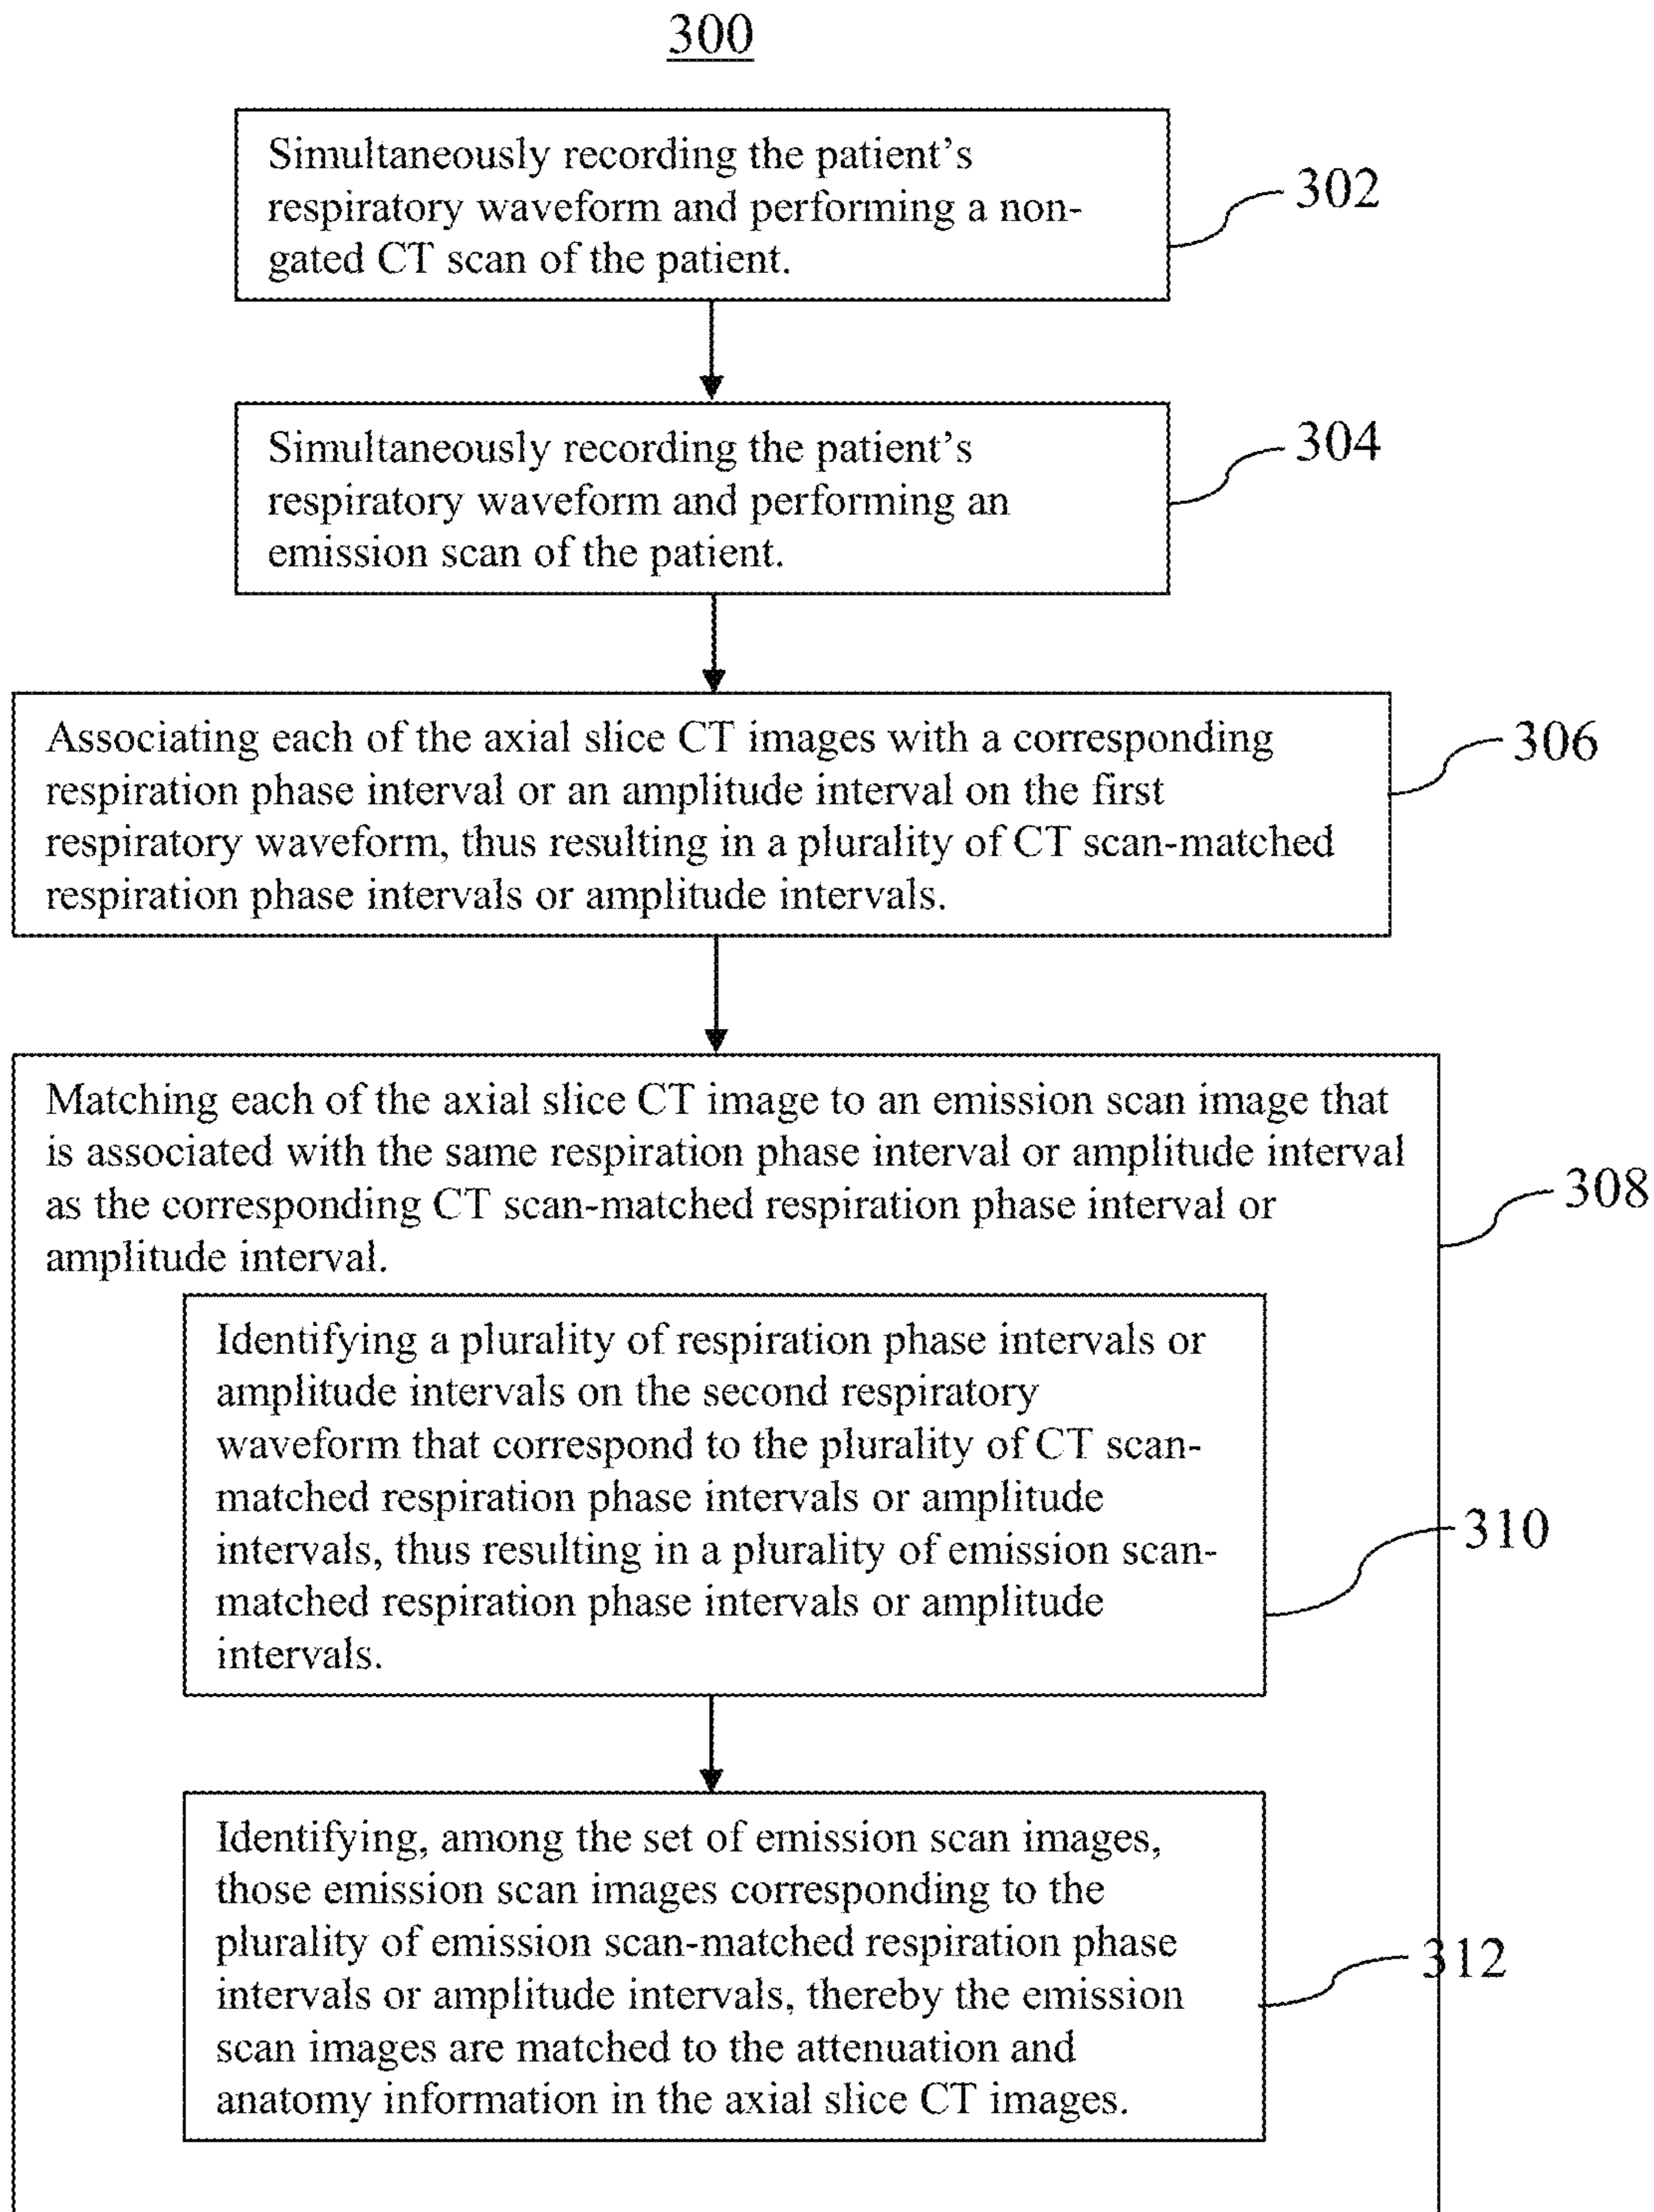 300
Simultaneously recording the patient's
respiratory waveform and performing a non-
gated CT scan of the patient.
302
Simultaneously recording the patient's
respiratory waveform and performing an
emission scan of the patient.
304
Associating each of the axial slice CT images with a corresponding
respiration phase interval or an amplitude interval on the first
respiratory waveform, thus resulting in a plurality of CT scan-matched
respiration phase intervals or amplitude intervals.
306
Matching each of the axial slice CT image to an emission scan image that
is associated with the same respiration phase interval or amplitude interval
as the corresponding CT scan-matched respiration phase interval or
amplitude interval.
308
Identifying a plurality of respiration phase intervals or
amplitude intervals on the second respiratory
waveform that correspond to the plurality of CT scan-
matched respiration phase intervals or amplitude
intervals, thus resulting in a plurality of emission scan-
matched respiration phase intervals or amplitude
intervals.
310
Identifying, among the set of emission scan images,
those emission scan images corresponding to the
plurality of emission scan-matched respiration phase
intervals or amplitude intervals, thereby the emission
scan images are matched to the attenuation and
anatomy information in the axial slice CT images.
312